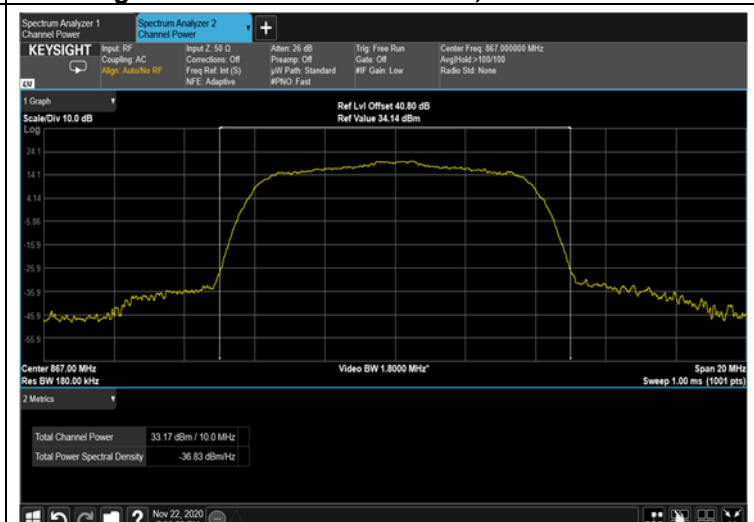 Spectrum Analyzer 1
Channel Power
Spectrum Analyzer 2
Channel Power
+
KEYSIGHT
Input: RF
Coupling: AC
Align: Auto/No RF
Input Z: 50 Ω
Corrections: Off
Freq Ref: Int (S)
NFE: Adaptive
Atten: 26 dB
Preamp: Off
µW Path: Standard
#PNO: Fast
Trig: Free Run
Gate: Off
#IF Gain: Low
Center Freq: 867.000000 MHz
Avg|Hold:>100/100
Radio Std: None
LXI
1 Graph
Scale/Div 10.0 dB
Ref Lvl Offset 40.80 dB
Ref Value 34.14 dBm
Log
24.1
14.1
4.14
-5.86
-15.9
-25.9
-35.9
-45.9
-55.9
Center 867.00 MHz
Video BW 1.8000 MHz*
Span 20 MHz
Res BW 180.00 kHz
Sweep 1.00 ms (1001 pts)
2 Metrics
Total Channel Power 33.17 dBm / 10.0 MHz
Total Power Spectral Density -36.83 dBm/Hz
?
Nov 22, 2020